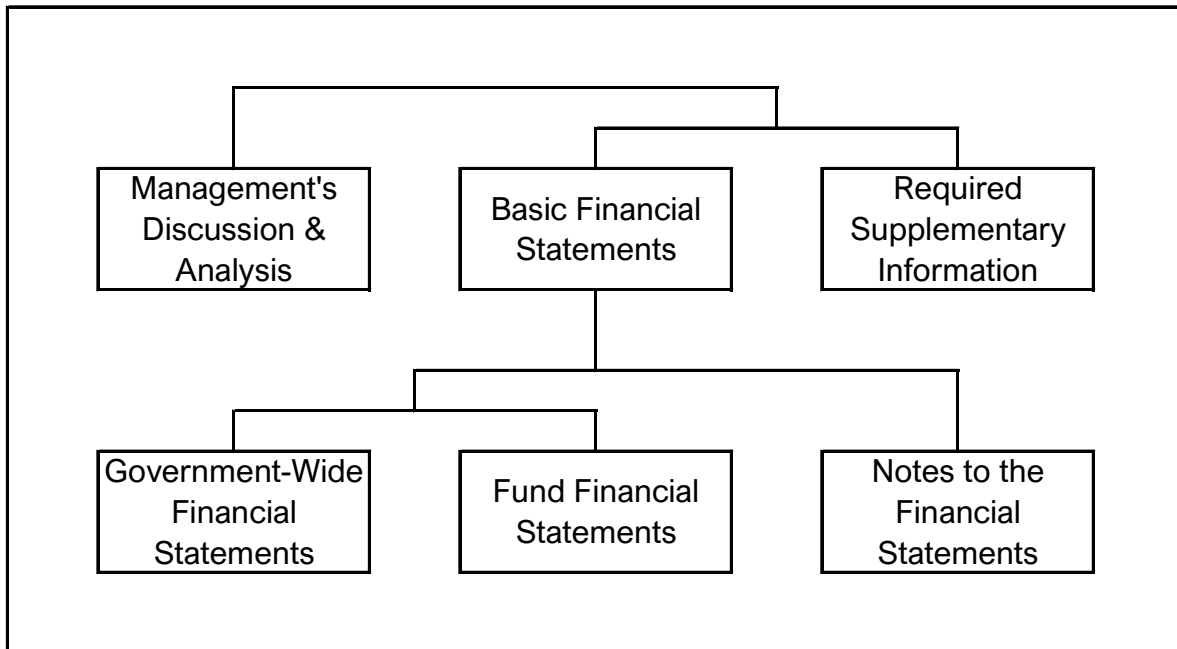 Management's
Discussion &
Analysis
Basic Financial
Statements
Required
Supplementary
Information
Government-Wide
Financial
Statements
Fund Financial
Statements
Notes to the
Financial
Statements